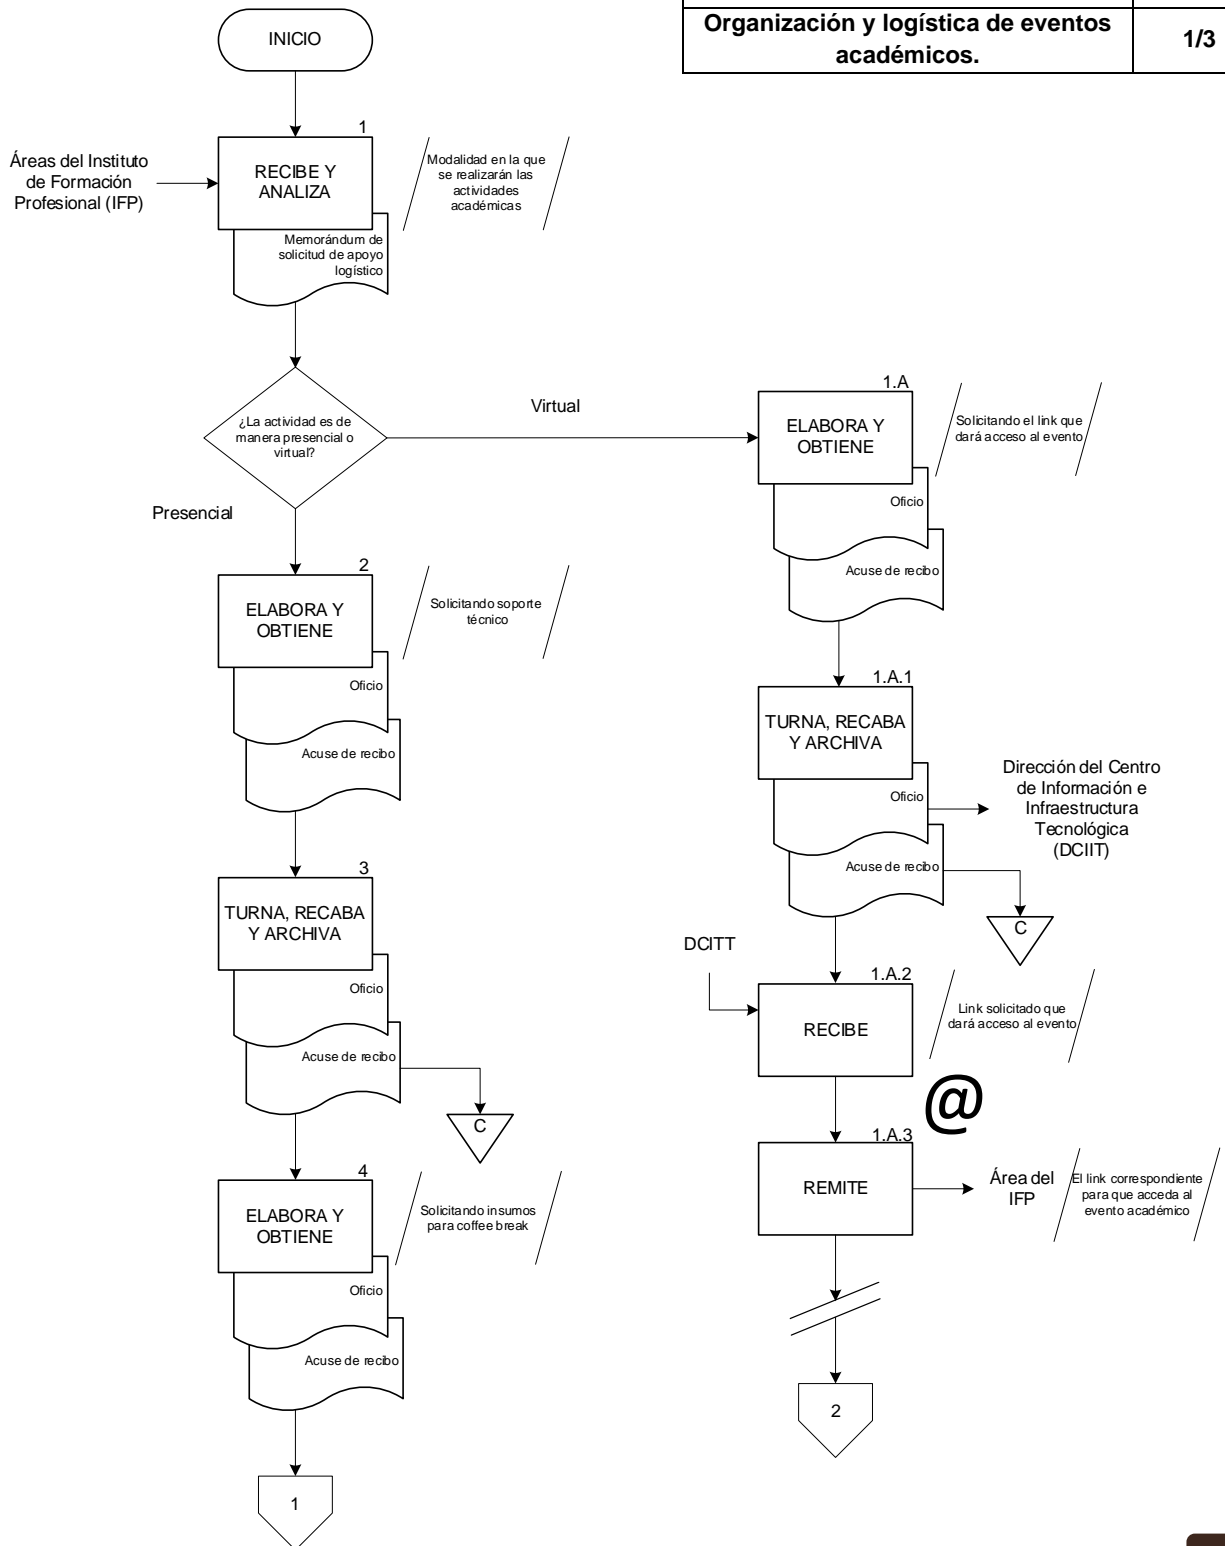 Organización y logística de eventos
académicos.
1/3
INICIO
1
RECIBE Y
ANALIZA
Áreas del Instituto
de Formación
Profesional (IFP)
Modalidad en la que
se realizarán las
actividades
académicas
Memorándum de
solicitud de apoyo
logístico
¿La actividad es de
manera presencial o
virtual?
Virtual
Presencial
1.A
ELABORA Y
OBTIENE
Solicitando el link que
dará acceso al evento
Oficio
Acuse de recibo
2
ELABORA Y
OBTIENE
Solicitando soporte
técnico
Oficio
Acuse de recibo
1.A.1
TURNA, RECABA
Y ARCHIVA
Oficio
Dirección del Centro
de Información e
Infraestructura
Tecnológica
(DCIIT)
Acuse de recibo
C
3
TURNA, RECABA
Y ARCHIVA
Oficio
Acuse de recibo
C
DCITT
1.A.2
RECIBE
Link solicitado que
dará acceso al evento
@
1.A.3
REMITE
Área del
IFP
El link correspondiente
para que acceda al
evento académico
4
ELABORA Y
OBTIENE
Solicitando insumos
para coffee break
Oficio
Acuse de recibo
2
1